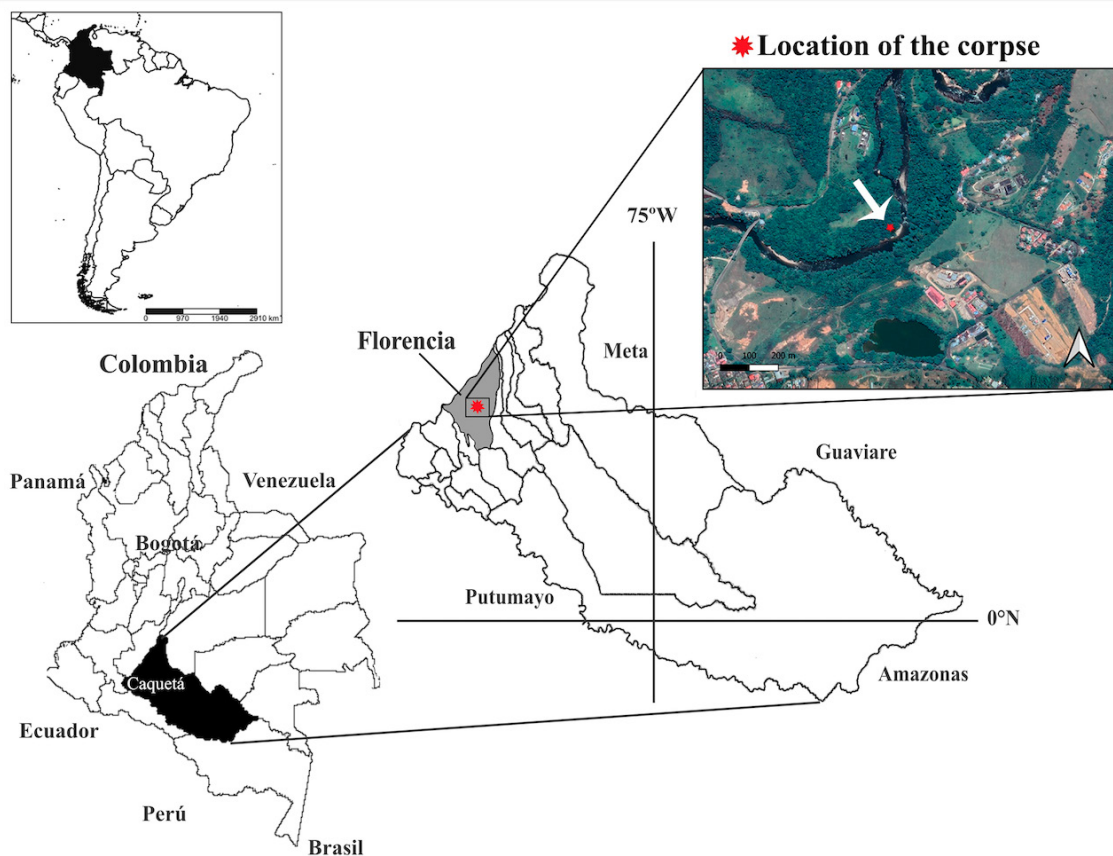 Location of the corpse
0 970 1940 2910 km
75ºW
0 100 200 m
Florencia
Meta
Colombia
Panamá
Venezuela
Guaviare
Bogotá
Putumayo
0°N
Caquetá
Amazonas
Ecuador
Perú
Brasil